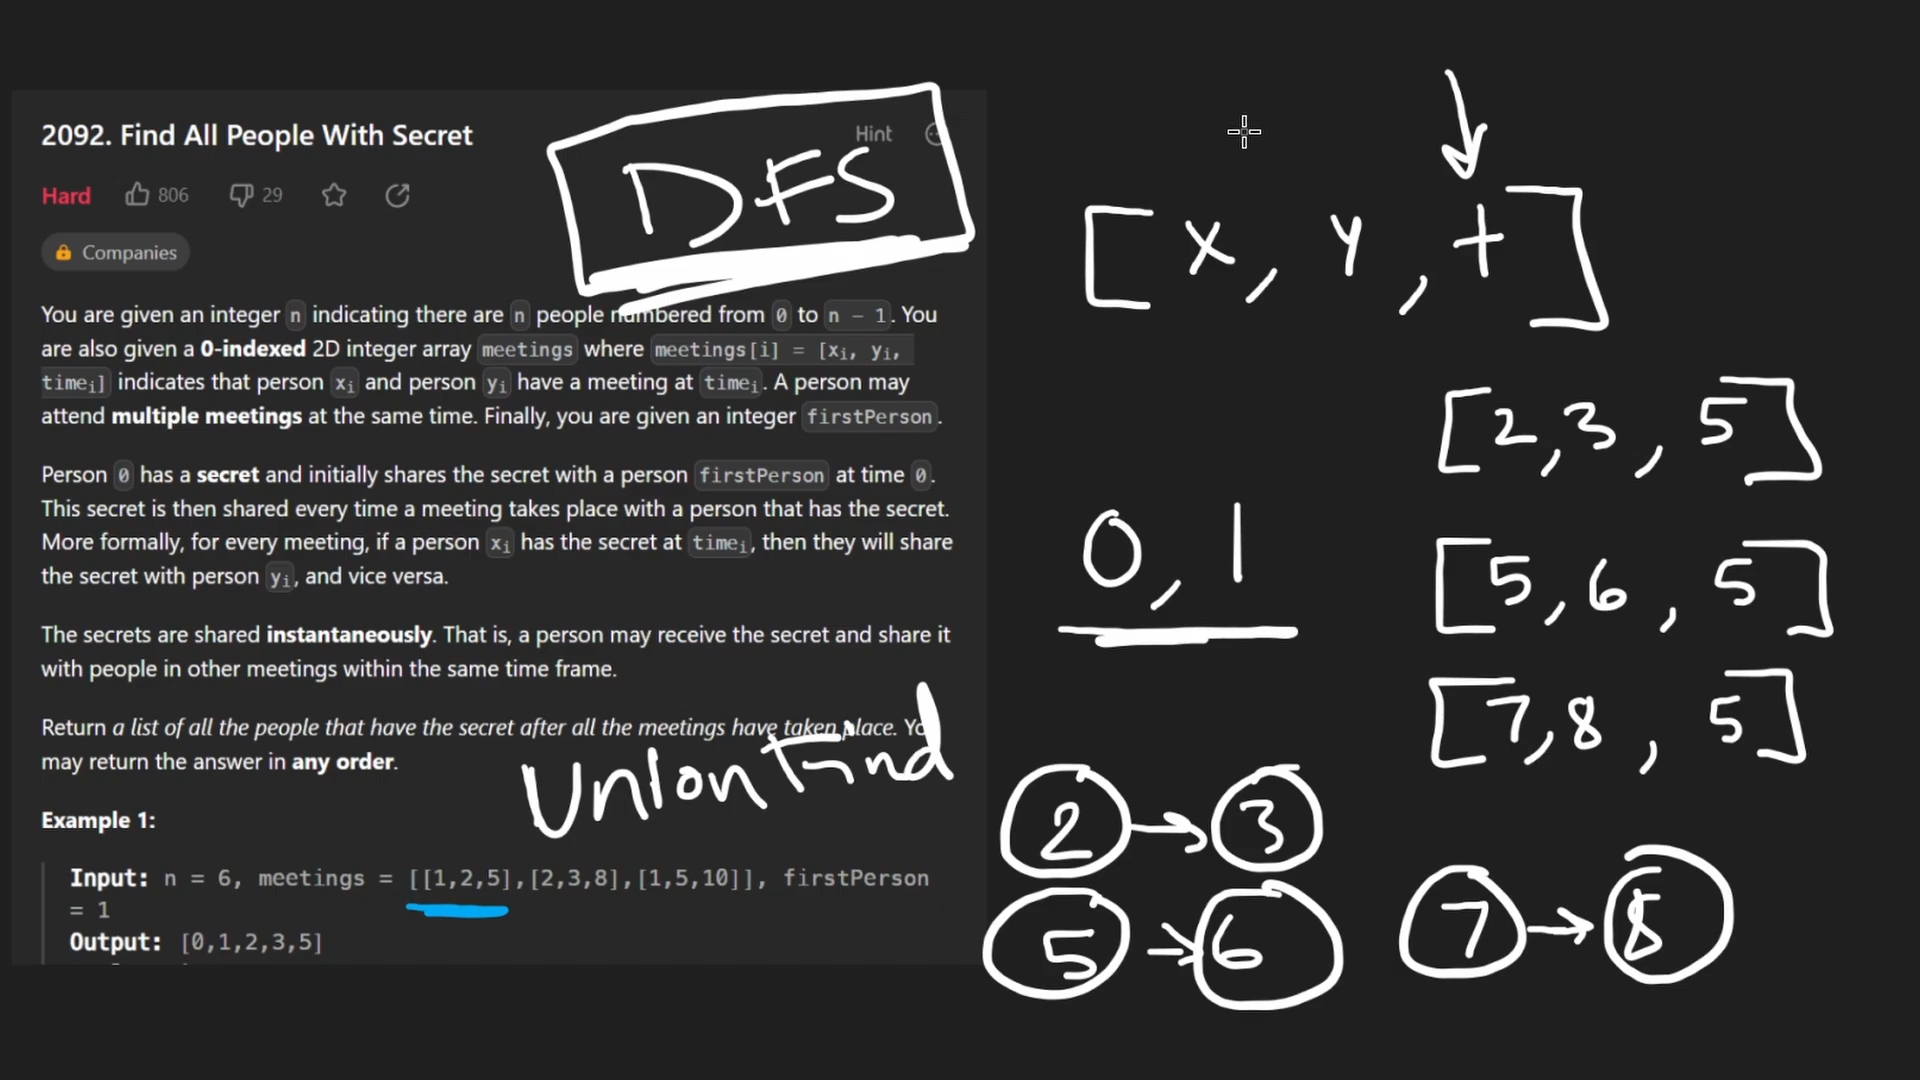 2092. Find All People With Secret
Hint
DFS
Hard 806 29
Companies
You are given an integer n indicating there are n people numbered from 0 to n - 1. You
are also given a 0-indexed 2D integer array meetings where meetings[i] = [xi, yi,
timei] indicates that person xi and person yi have a meeting at timei. A person may
attend multiple meetings at the same time. Finally, you are given an integer firstPerson.
Person 0 has a secret and initially shares the secret with a person firstPerson at time 0.
This secret is then shared every time a meeting takes place with a person that has the secret.
More formally, for every meeting, if a person xi has the secret at timei, then they will share
the secret with person yi, and vice versa.
The secrets are shared instantaneously. That is, a person may receive the secret and share it
with people in other meetings within the same time frame.
Return a list of all the people that have the secret after all the meetings have taken place. You
may return the answer in any order.
Union Find
Example 1:
Input: n = 6, meetings = [[1,2,5],[2,3,8],[1,5,10]], firstPerson
= 1
Output: [0,1,2,3,5]
[x, y, t]
[2,3, 5]
0, 1
[5,6, 5]
[7,8, 5]
2 → 3
5 → 6
7 → 8